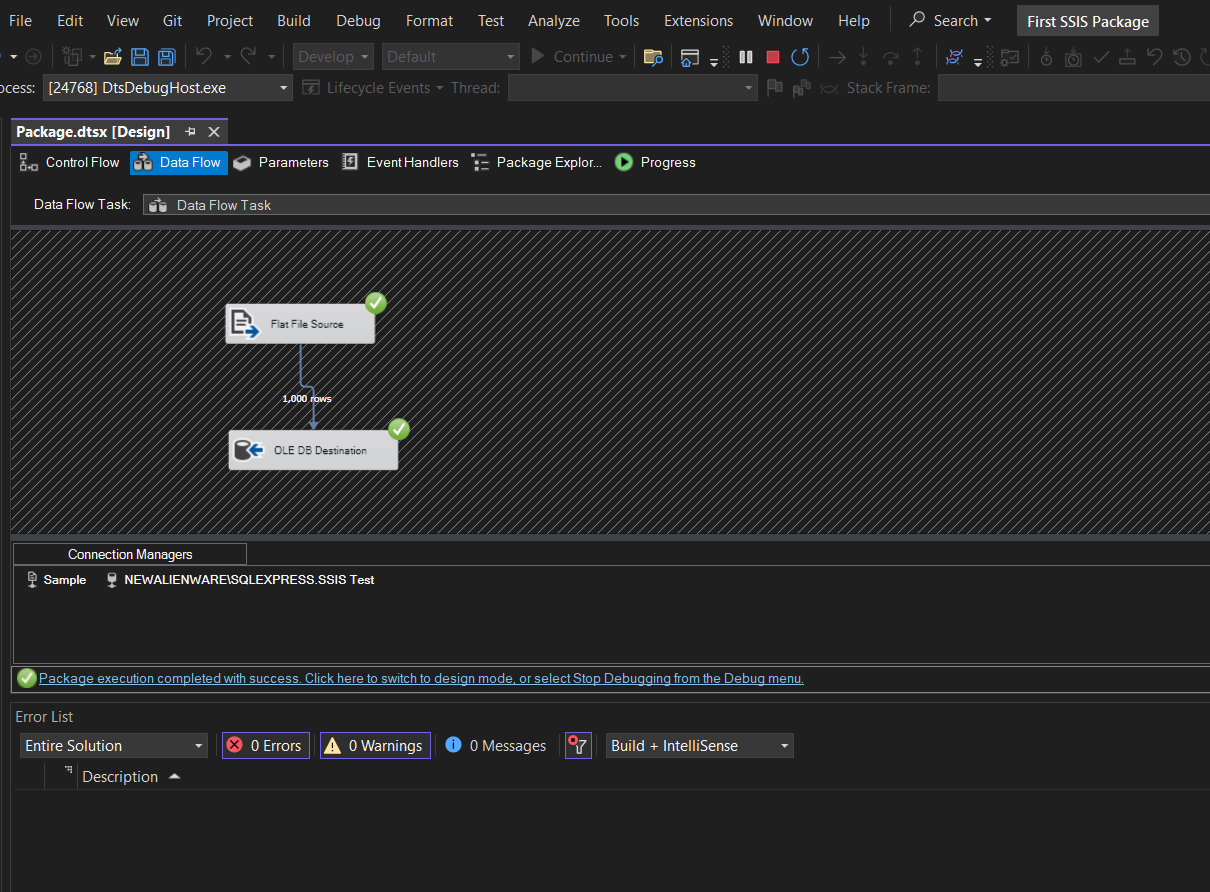 File Edit View Git Project Build Debug Format Test Analyze Tools Extensions Window Help Search First SSIS Package
Develop Default Continue
ocess: [24768] DtsDebugHost.exe Lifecycle Events Thread: Stack Frame:
Package.dtsx [Design]
Control Flow Data Flow Parameters Event Handlers Package Explor... Progress
Data Flow Task: Data Flow Task
Flat File Source
1,000 rows
OLE DB Destination
Connection Managers
Sample NEWALIENWARE\SQLEXPRESS.SSIS Test
Package execution completed with success. Click here to switch to design mode, or select Stop Debugging from the Debug menu.
Error List
Entire Solution 0 Errors 0 Warnings 0 Messages Build + IntelliSense
Description